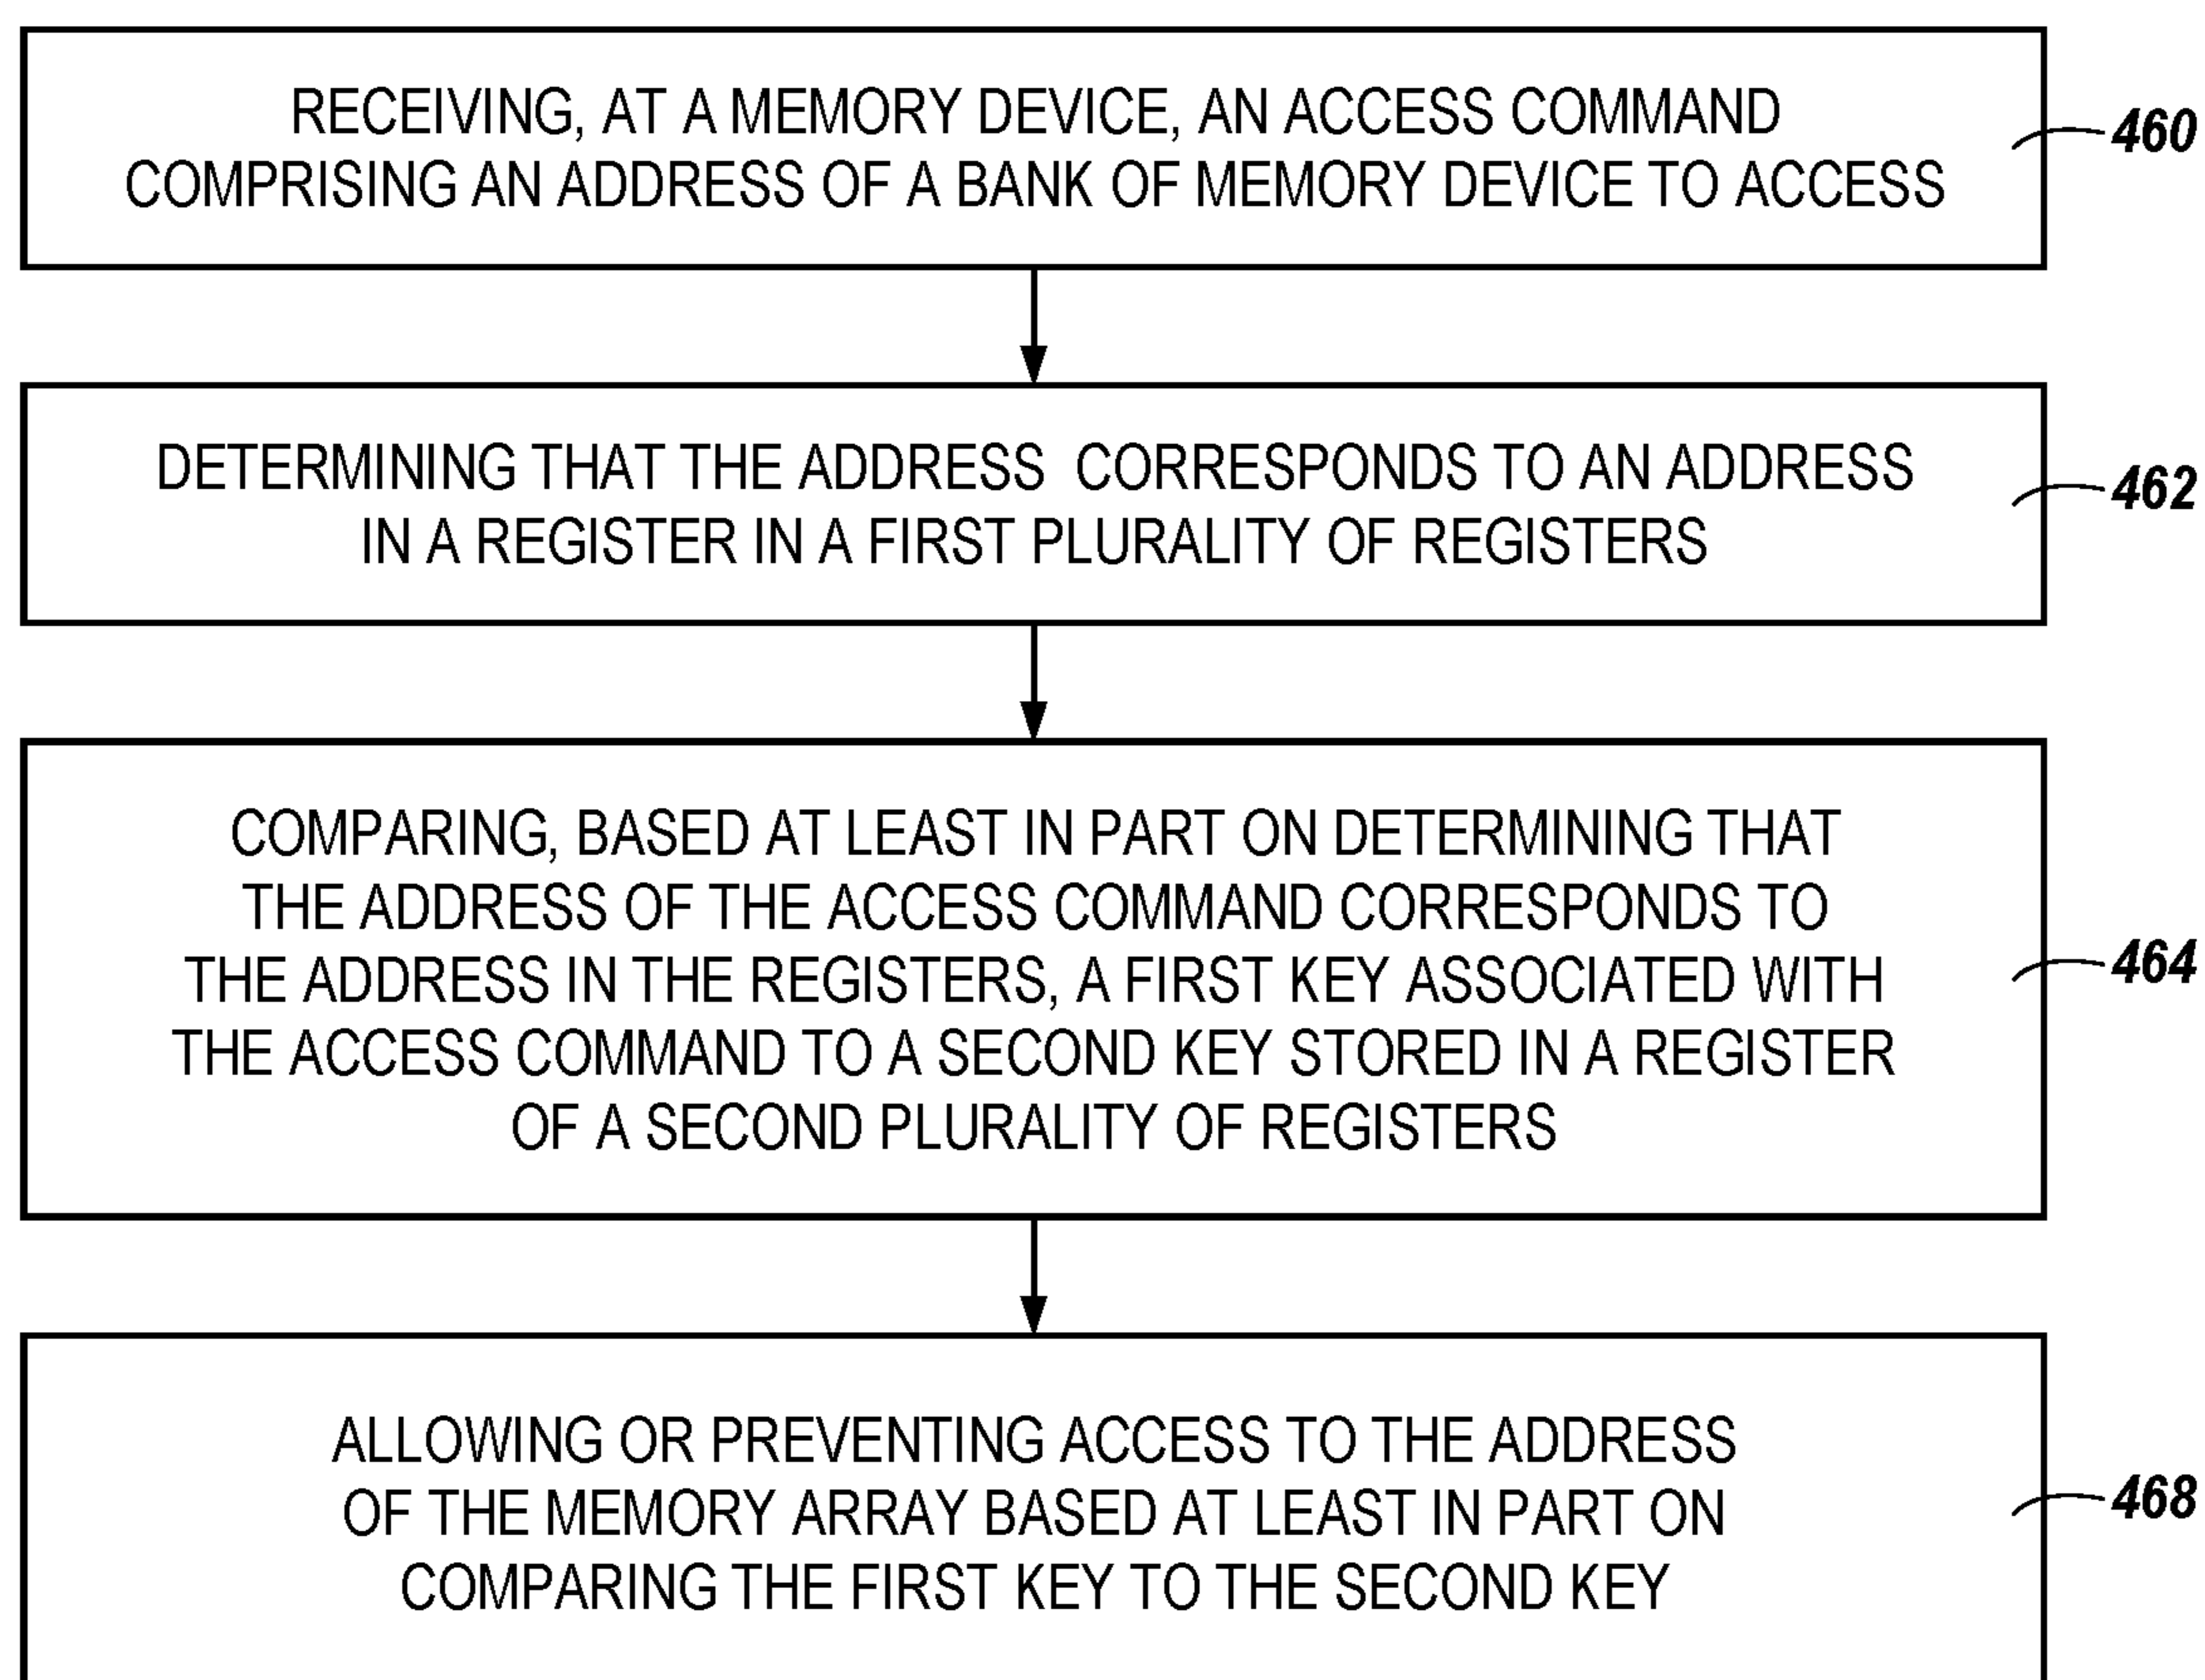 RECEIVING, AT A MEMORY DEVICE, AN ACCESS COMMAND
COMPRISING AN ADDRESS OF A BANK OF MEMORY DEVICE TO ACCESS
460
DETERMINING THAT THE ADDRESS CORRESPONDS TO AN ADDRESS
IN A REGISTER IN A FIRST PLURALITY OF REGISTERS
462
COMPARING, BASED AT LEAST IN PART ON DETERMINING THAT
THE ADDRESS OF THE ACCESS COMMAND CORRESPONDS TO
THE ADDRESS IN THE REGISTERS, A FIRST KEY ASSOCIATED WITH
THE ACCESS COMMAND TO A SECOND KEY STORED IN A REGISTER
OF A SECOND PLURALITY OF REGISTERS
464
ALLOWING OR PREVENTING ACCESS TO THE ADDRESS
OF THE MEMORY ARRAY BASED AT LEAST IN PART ON
COMPARING THE FIRST KEY TO THE SECOND KEY
468